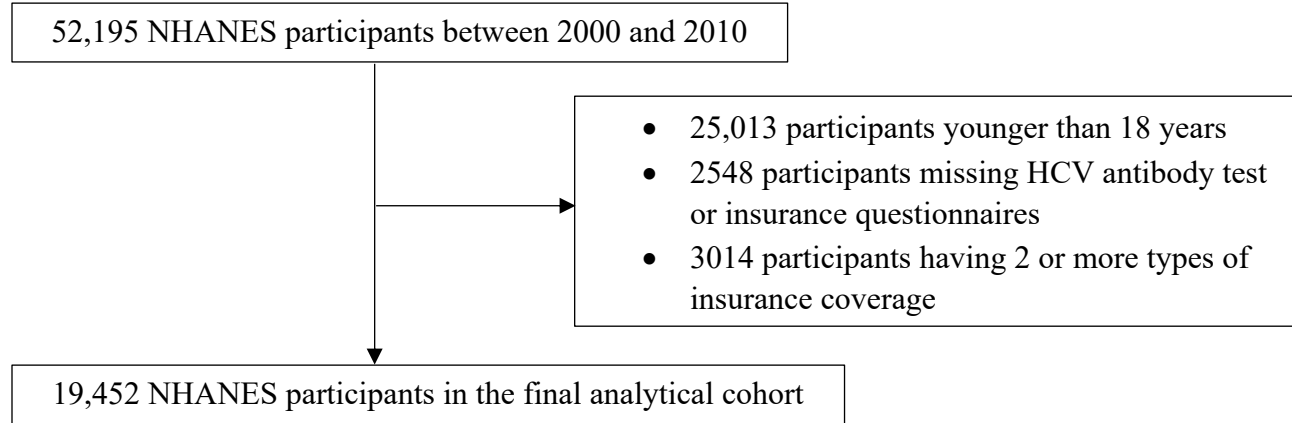 52,195 NHANES participants between 2000 and 2010
• 25,013 participants younger than 18 years
• 2548 participants missing HCV antibody test
or insurance questionnaires
• 3014 participants having 2 or more types of
insurance coverage
19,452 NHANES participants in the final analytical cohort